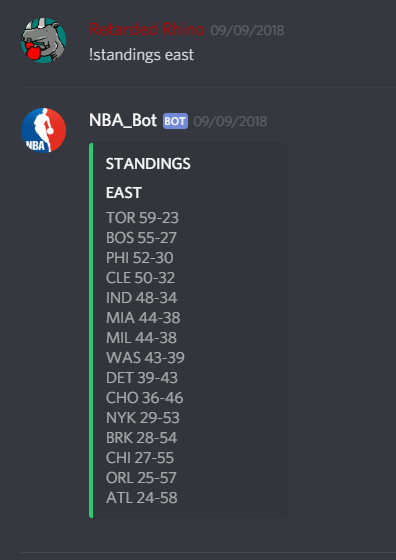 Retarded Rhino 09/09/2018
!standings east
NBA_Bot BOT 09/09/2018
NBA
STANDINGS
EAST
TOR 59-23
BOS 55-27
PHI 52-30
CLE 50-32
IND 48-34
MIA 44-38
MIL 44-38
WAS 43-39
DET 39-43
CHO 36-46
NYK 29-53
BRK 28-54
CHI 27-55
ORL 25-57
ATL 24-58